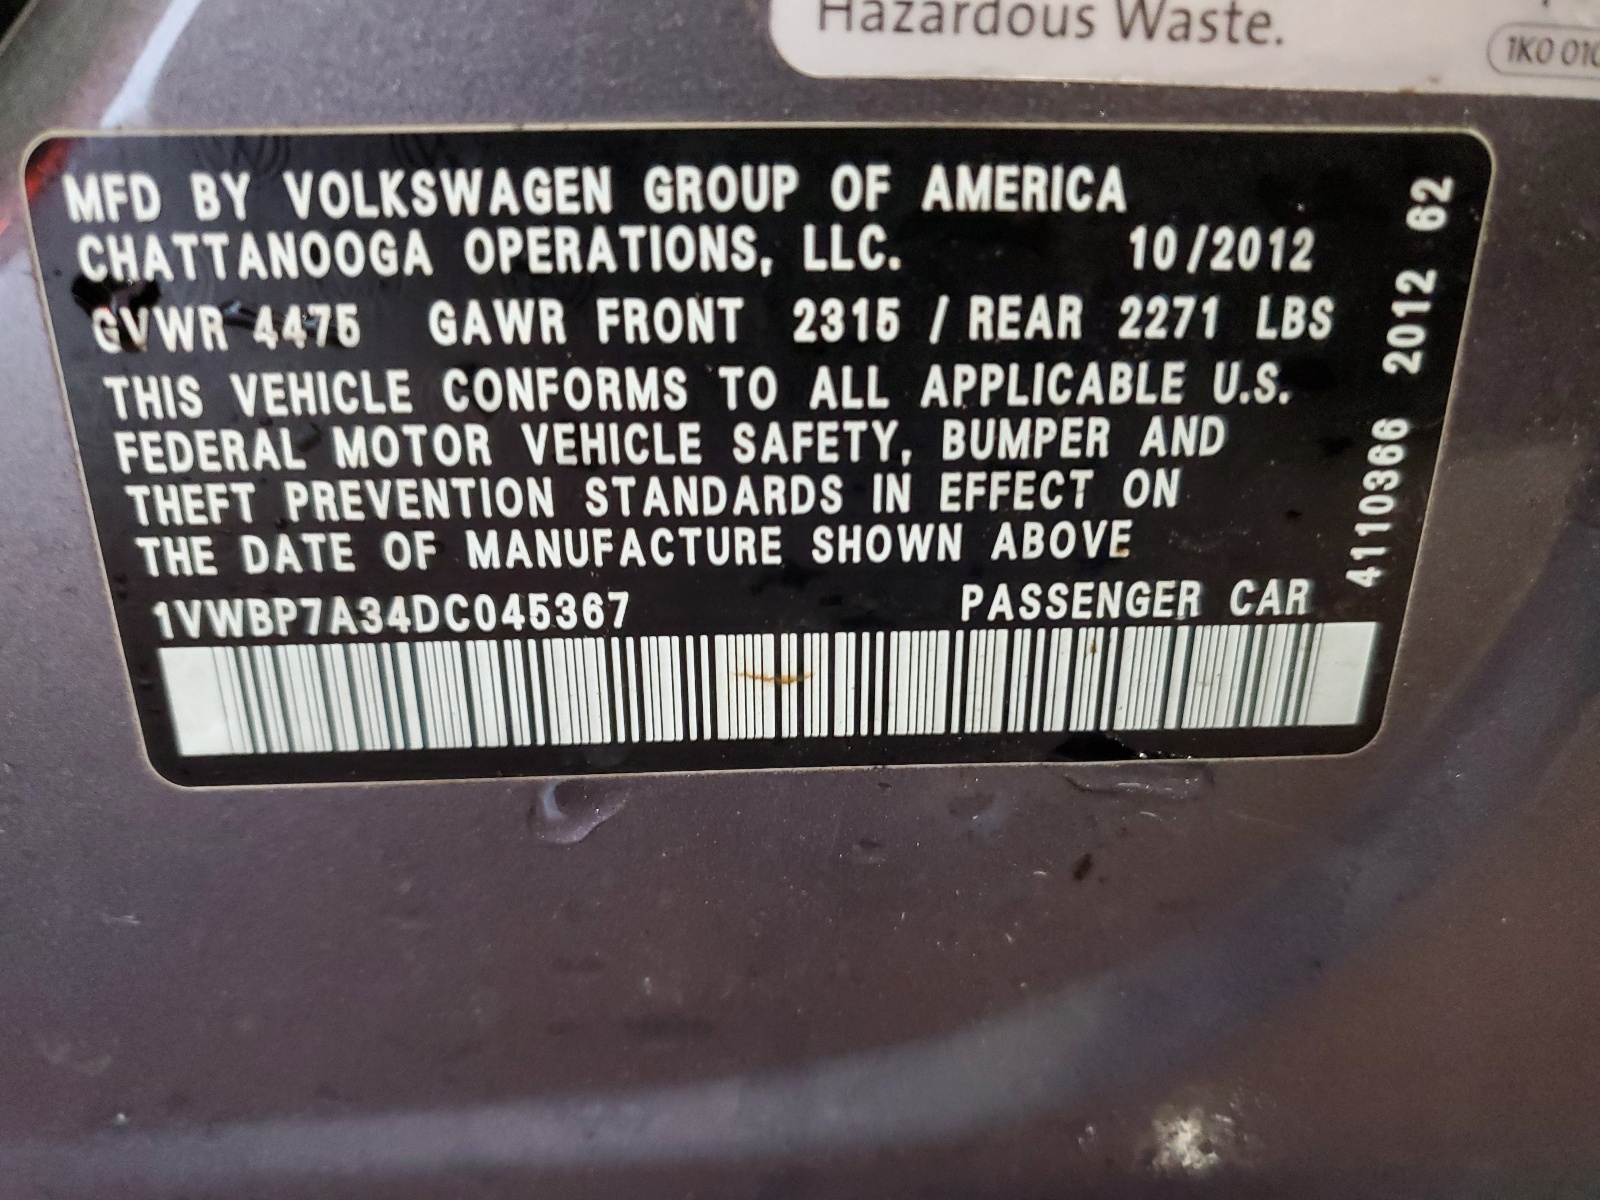 Hazardous Waste.
1K0 010
MFD BY VOLKSWAGEN GROUP OF AMERICA
CHATTANOOGA OPERATIONS, LLC. 10/2012
GVWR 4475 GAWR FRONT 2315 / REAR 2271 LBS
THIS VEHICLE CONFORMS TO ALL APPLICABLE U.S.
FEDERAL MOTOR VEHICLE SAFETY, BUMPER AND
THEFT PREVENTION STANDARDS IN EFFECT ON
THE DATE OF MANUFACTURE SHOWN ABOVE
1VWBP7A34DC045367 PASSENGER CAR
4110366 2012 62